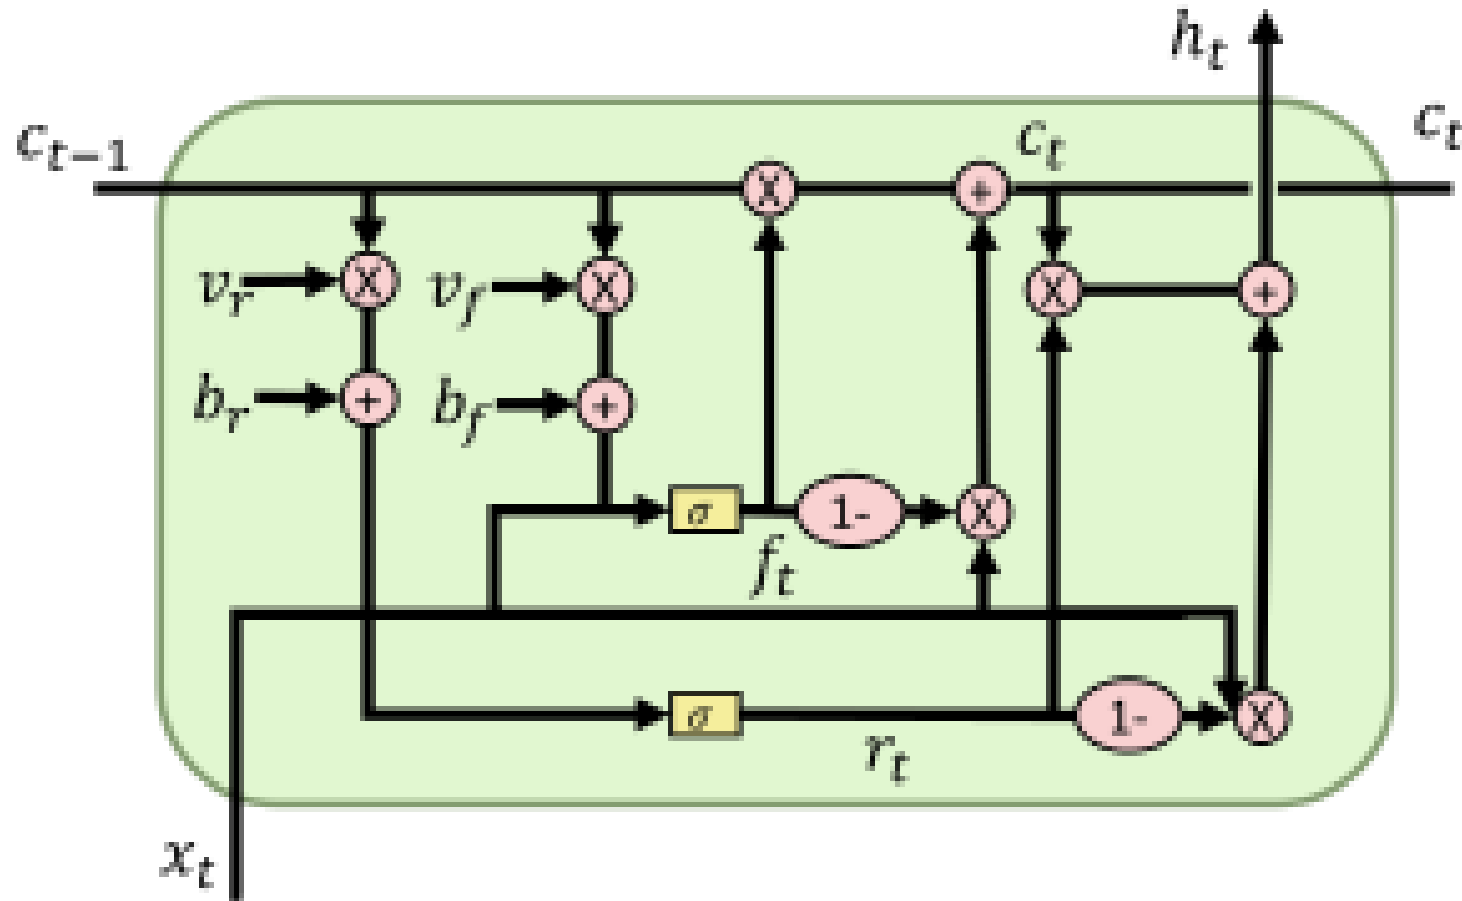 h_t
c_{t-1}
c_t
c_t
X
+
v_r
X
v_f
X
X
+
b_r
+
b_f
+
σ
1-
X
f_t
σ
1-
X
r_t
x_t